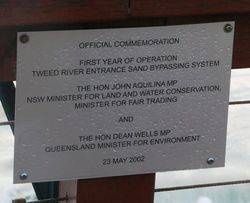 OFFICIAL COMMEMORATION
FIRST YEAR OF OPERATION
TWEED RIVER ENTRANCE SAND BYPASSING SYSTEM
THE HON JOHN AQUILINA MP
NSW MINISTER FOR LAND AND WATER CONSERVATION,
MINISTER FOR FAIR TRADING
AND
THE HON DEAN WELLS MP
QUEENSLAND MINISTER FOR ENVIRONMENT
23 MAY 2002